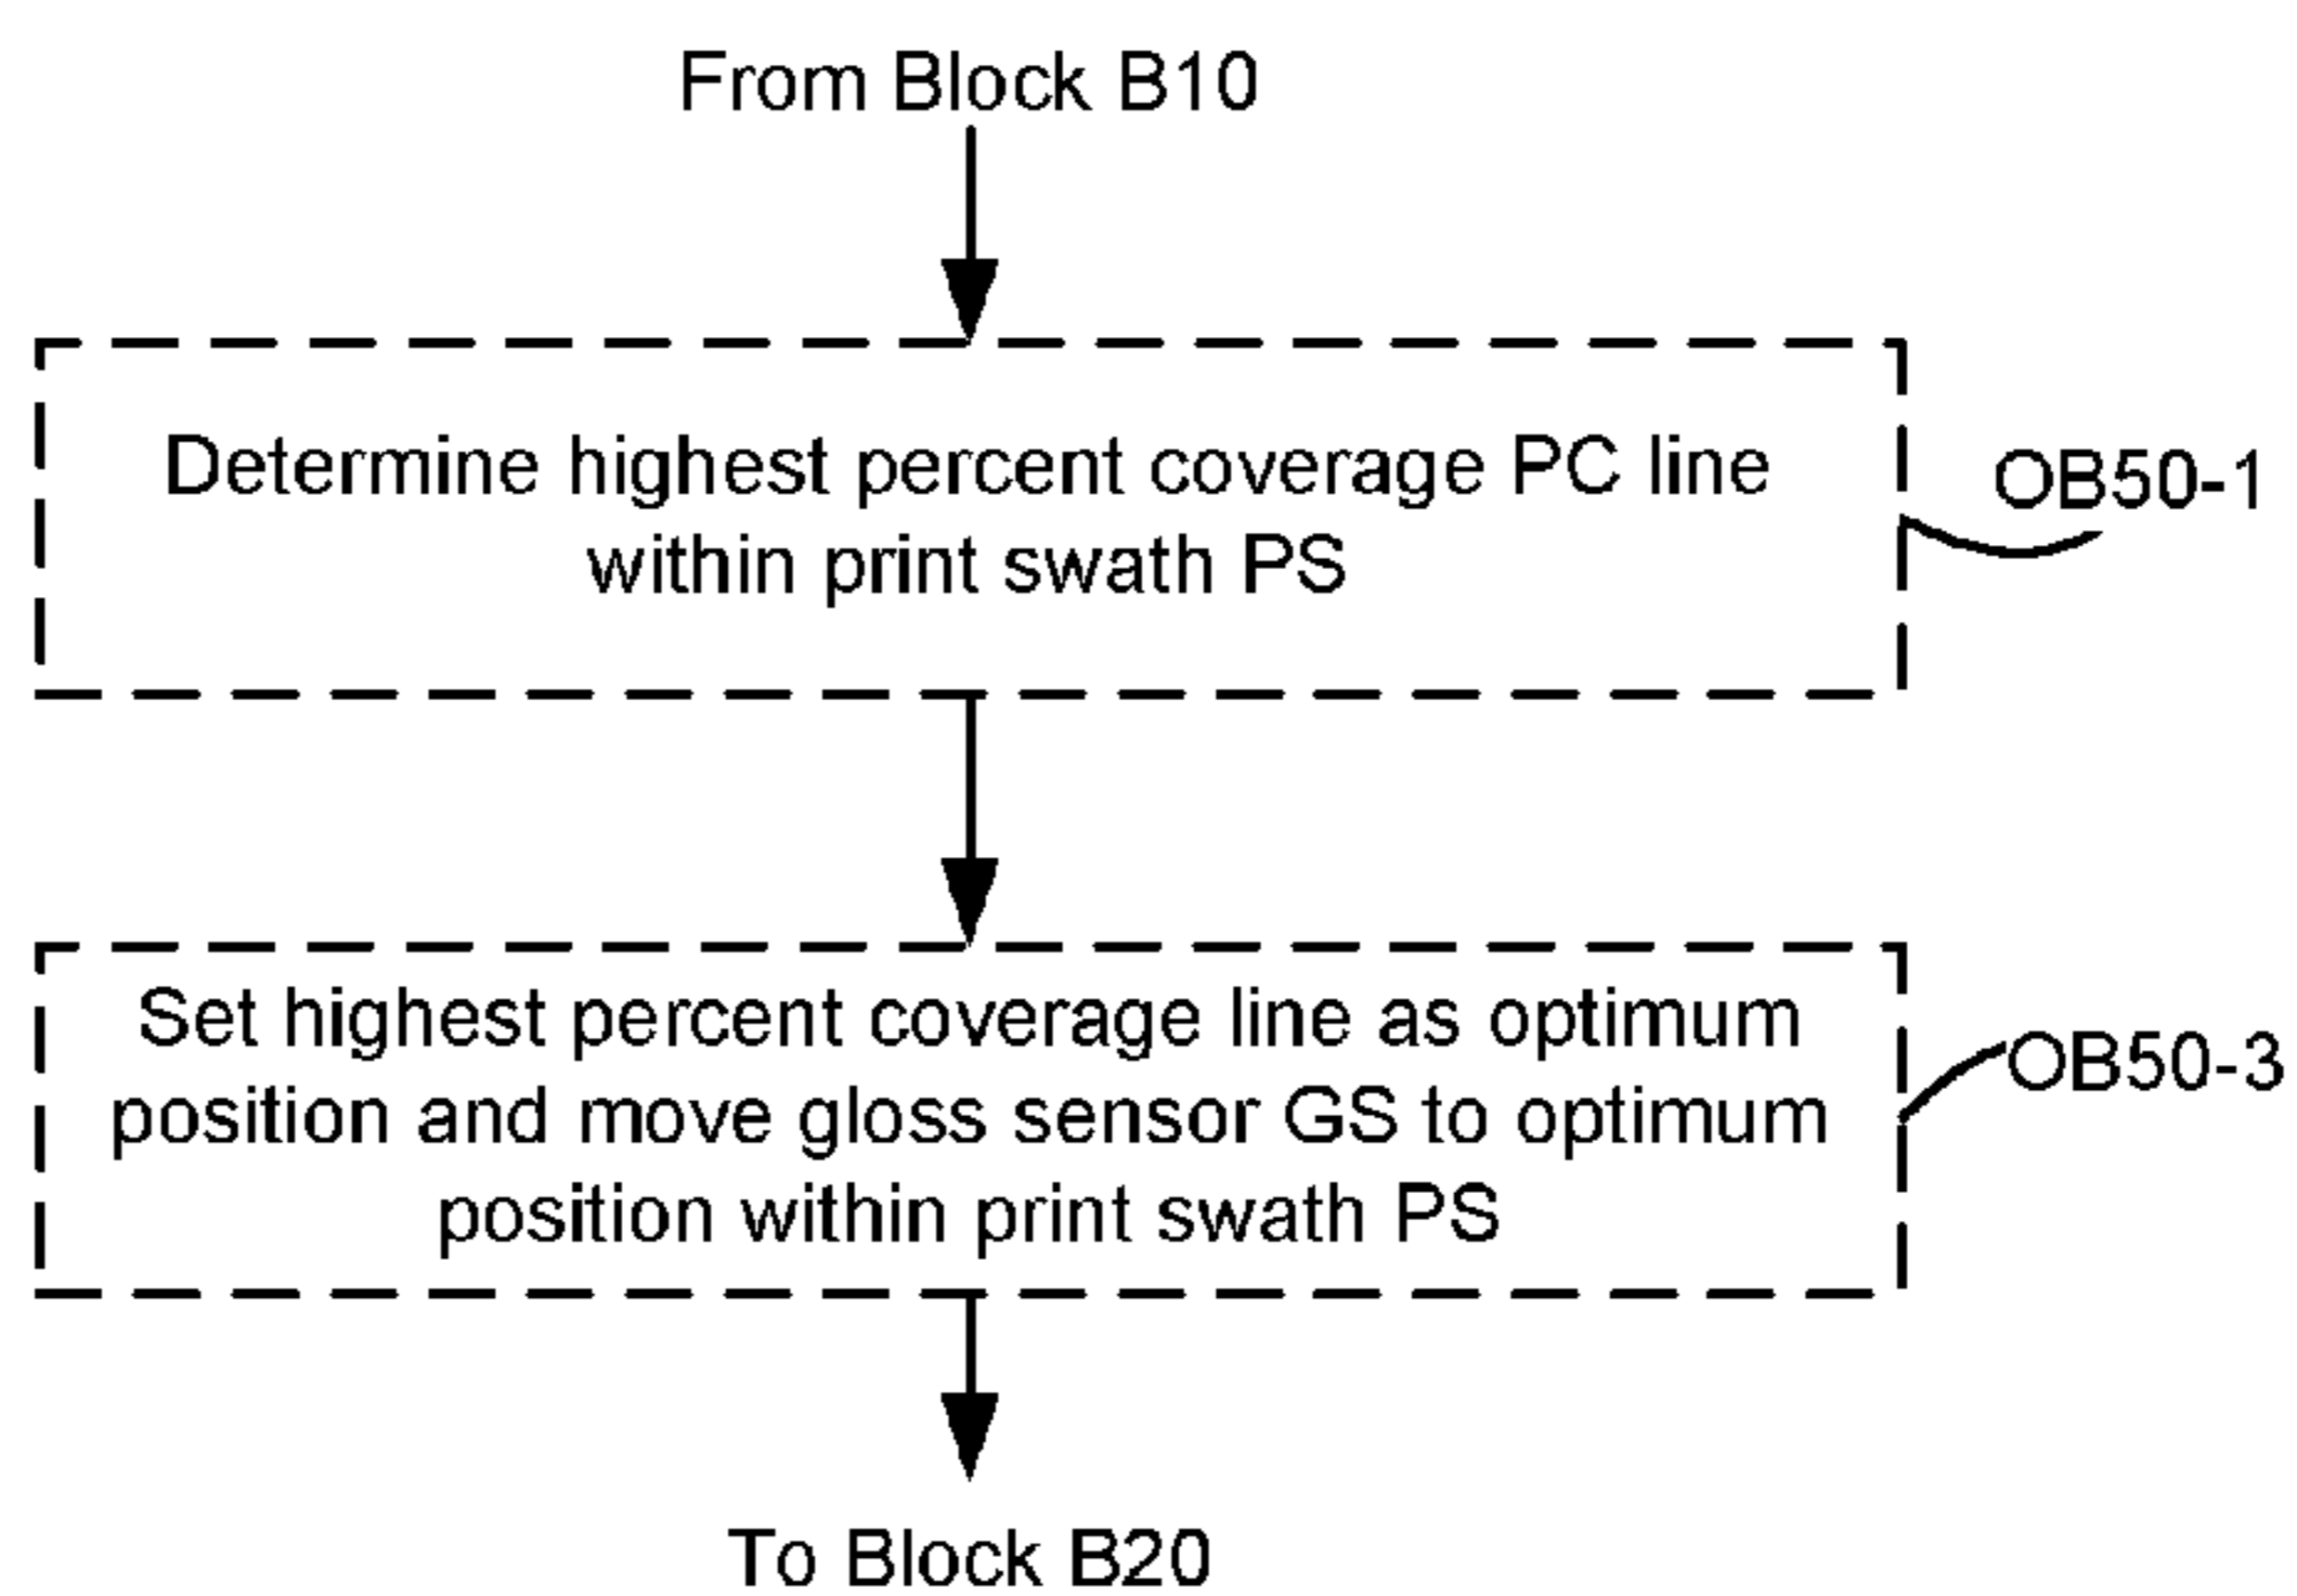 From Block B10
Determine highest percent coverage PC line
within print swath PS
OB50-1
Set highest percent coverage line as optimum
position and move gloss sensor GS to optimum
position within print swath PS
OB50-3
To Block B20